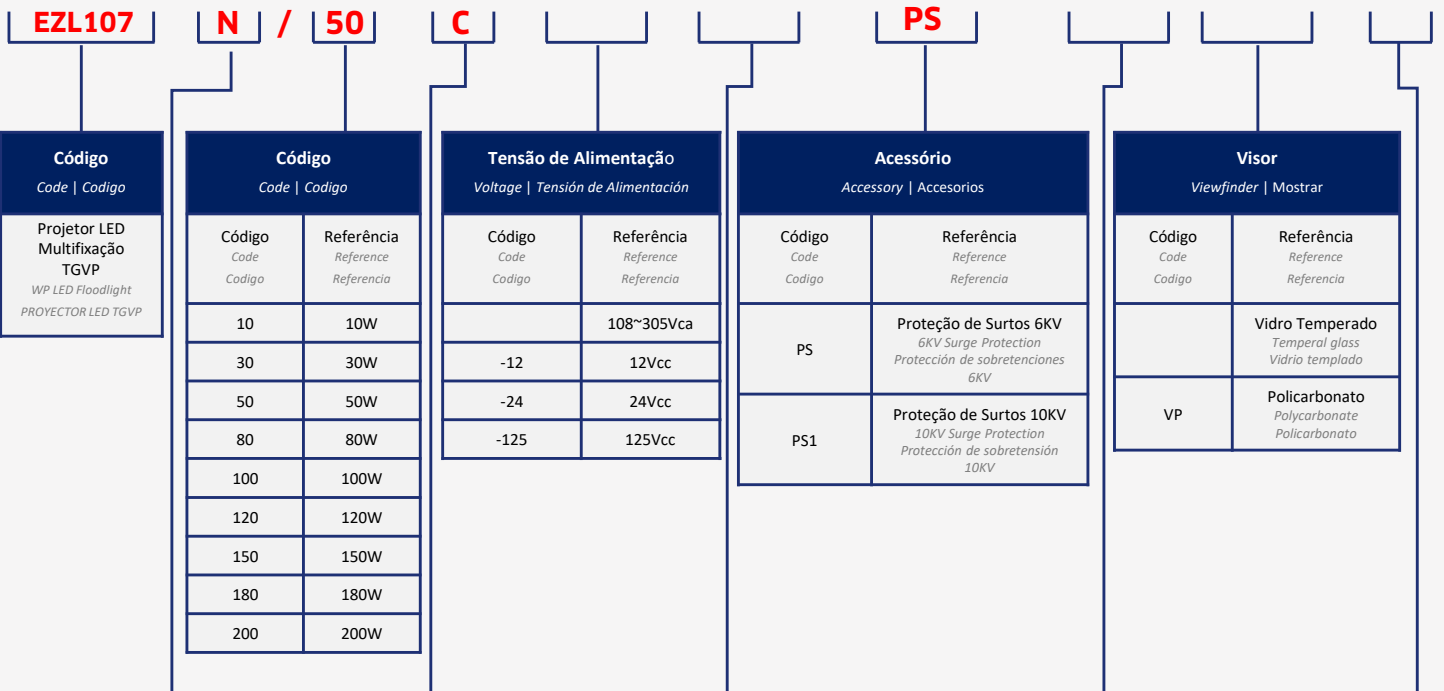 EZL107 N / 50 C PS
Código
Code | Codigo
Projetor LED
Multifixação
TGVP
WP LED Floodlight
PROYECTOR LED TGVP
Código
Code | Codigo
Código Referência
Code Reference
Codigo Referencia
10 10W
30 30W
50 50W
80 80W
100 100W
120 120W
150 150W
180 180W
200 200W
Tensão de Alimentação
Voltage | Tensión de Alimentación
Código Referência
Code Reference
Codigo Referencia
108~305Vca
-12 12Vcc
-24 24Vcc
-125 125Vcc
Acessório
Accessory | Accesorios
Código Referência
Code Reference
Codigo Referencia
PS
Proteção de Surtos 6KV
6KV Surge Protection
Protección de sobretenciones
6KV
PS1
Proteção de Surtos 10KV
10KV Surge Protection
Protección de sobretensión
10KV
Visor
Viewfinder | Mostrar
Código Referência
Code Reference
Codigo Referencia
Vidro Temperado
Temperal glass
Vidrio templado
VP
Policarbonato
Polycarbonate
Policarbonato